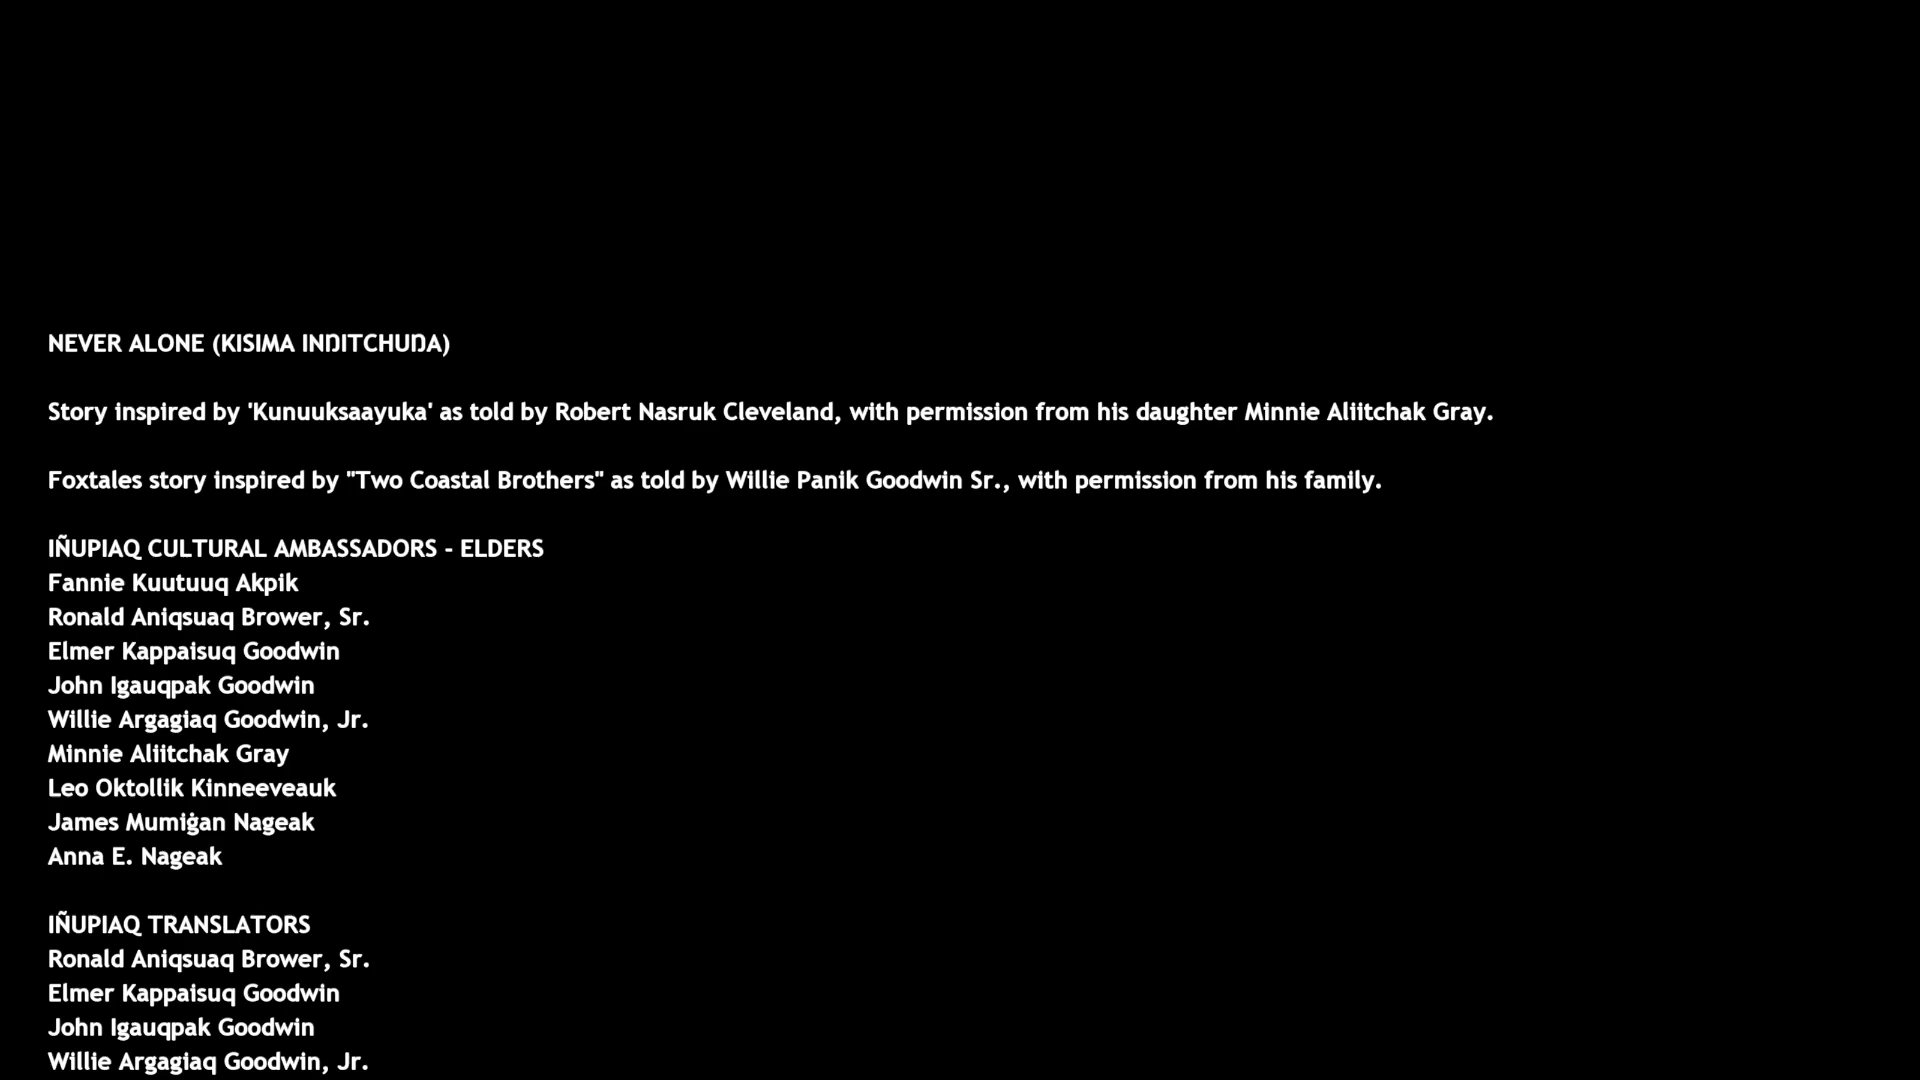 NEVER ALONE (KISIMA INŊITCHUŊA)
Story inspired by 'Kunuuksaayuka' as told by Robert Nasruk Cleveland, with permission from his daughter Minnie Aliitchak Gray.
Foxtales story inspired by "Two Coastal Brothers" as told by Willie Panik Goodwin Sr., with permission from his family.
IÑUPIAQ CULTURAL AMBASSADORS - ELDERS
Fannie Kuutuuq Akpik
Ronald Aniqsuaq Brower, Sr.
Elmer Kappaisuq Goodwin
John Igauqpak Goodwin
Willie Argagiaq Goodwin, Jr.
Minnie Aliitchak Gray
Leo Oktollik Kinneeveauk
James Mumiġan Nageak
Anna E. Nageak
IÑUPIAQ TRANSLATORS
Ronald Aniqsuaq Brower, Sr.
Elmer Kappaisuq Goodwin
John Igauqpak Goodwin
Willie Argagiaq Goodwin, Jr.